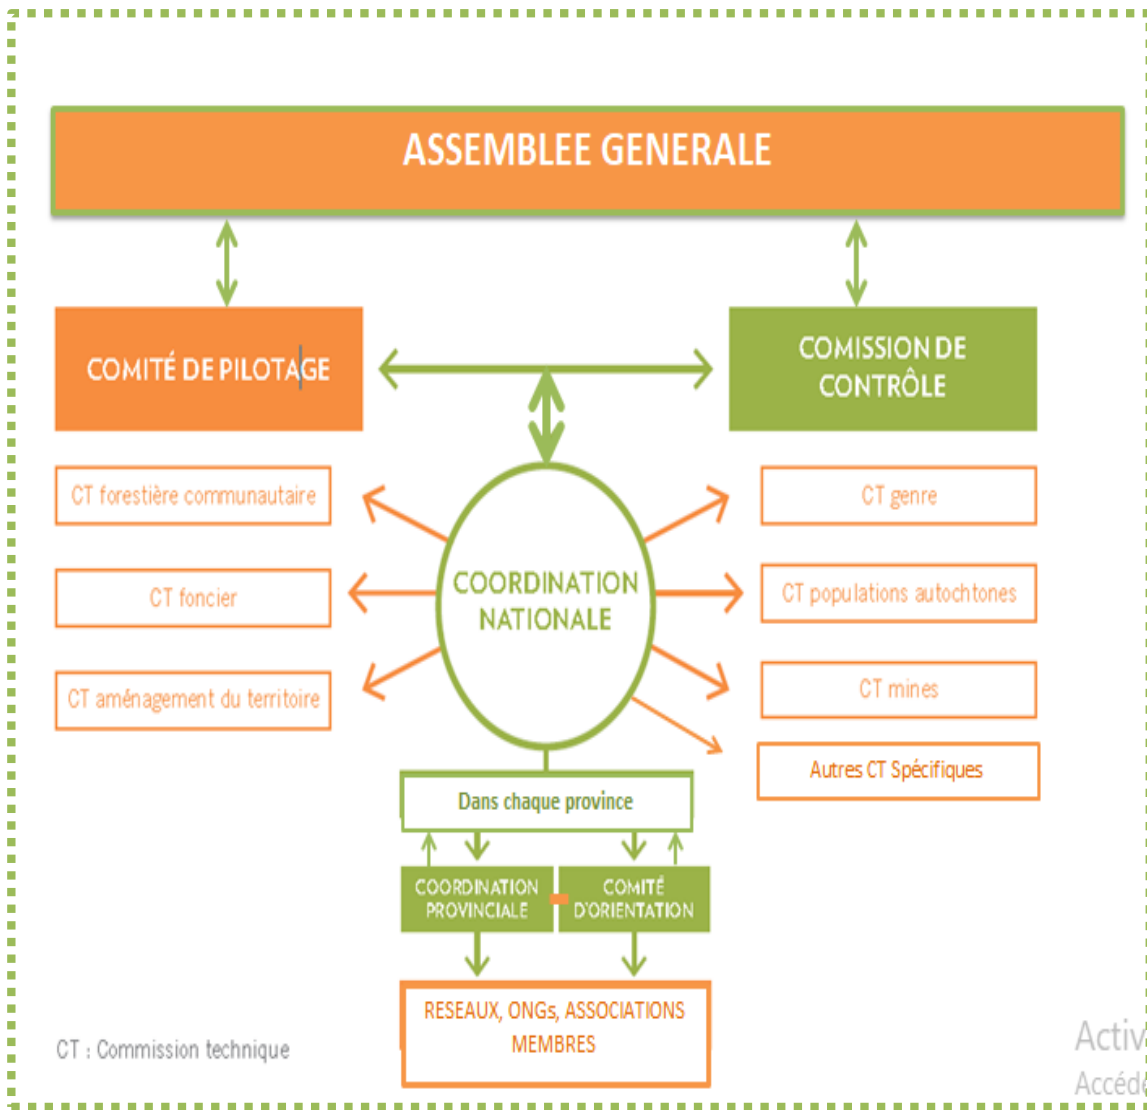 ASSEMBLEE GENERALE
COMITÉ DE PILOTAGE
COMISSION DE
CONTRÔLE
CT forestière communautaire
CT genre
COORDINATION
NATIONALE
CT foncier
CT populations autochtones
CT aménagement du territoire
CT mines
Autres CT Spécifiques
Dans chaque province
COORDINATION
PROVINCIALE
COMITÉ
D'ORIENTATION
RESEAUX, ONGs, ASSOCIATIONS
MEMBRES
CT : Commission technique
Activ
Accéde